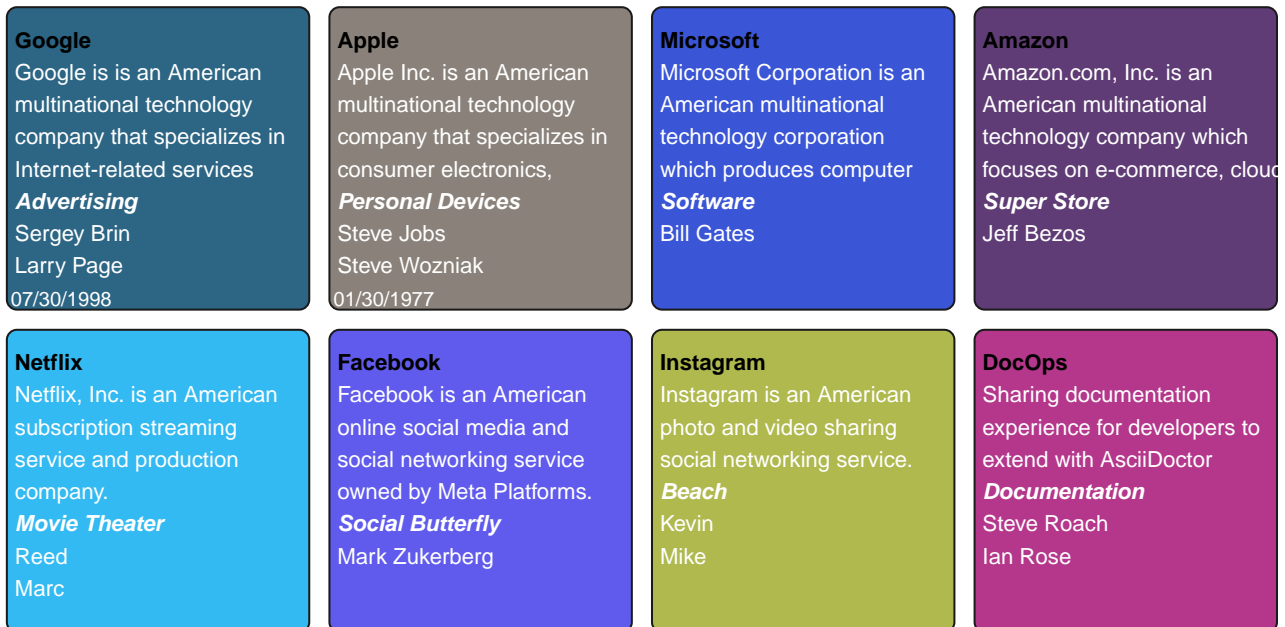 Google
Google is is an American
multinational technology
company that specializes in
Internet-related services
Advertising
Sergey Brin
Larry Page
07/30/1998
Apple
Apple Inc. is an American
multinational technology
company that specializes in
consumer electronics,
Personal Devices
Steve Jobs
Steve Wozniak
01/30/1977
Microsoft
Microsoft Corporation is an
American multinational
technology corporation
which produces computer
Software
Bill Gates
Amazon
Amazon.com, Inc. is an
American multinational
technology company which
focuses on e-commerce, cloud
Super Store
Jeff Bezos
Netflix
Netflix, Inc. is an American
subscription streaming
service and production
company.
Movie Theater
Reed
Marc
Facebook
Facebook is an American
online social media and
social networking service
owned by Meta Platforms.
Social Butterfly
Mark Zukerberg
Instagram
Instagram is an American
photo and video sharing
social networking service.
Beach
Kevin
Mike
DocOps
Sharing documentation
experience for developers to
extend with AsciiDoctor
Documentation
Steve Roach
Ian Rose